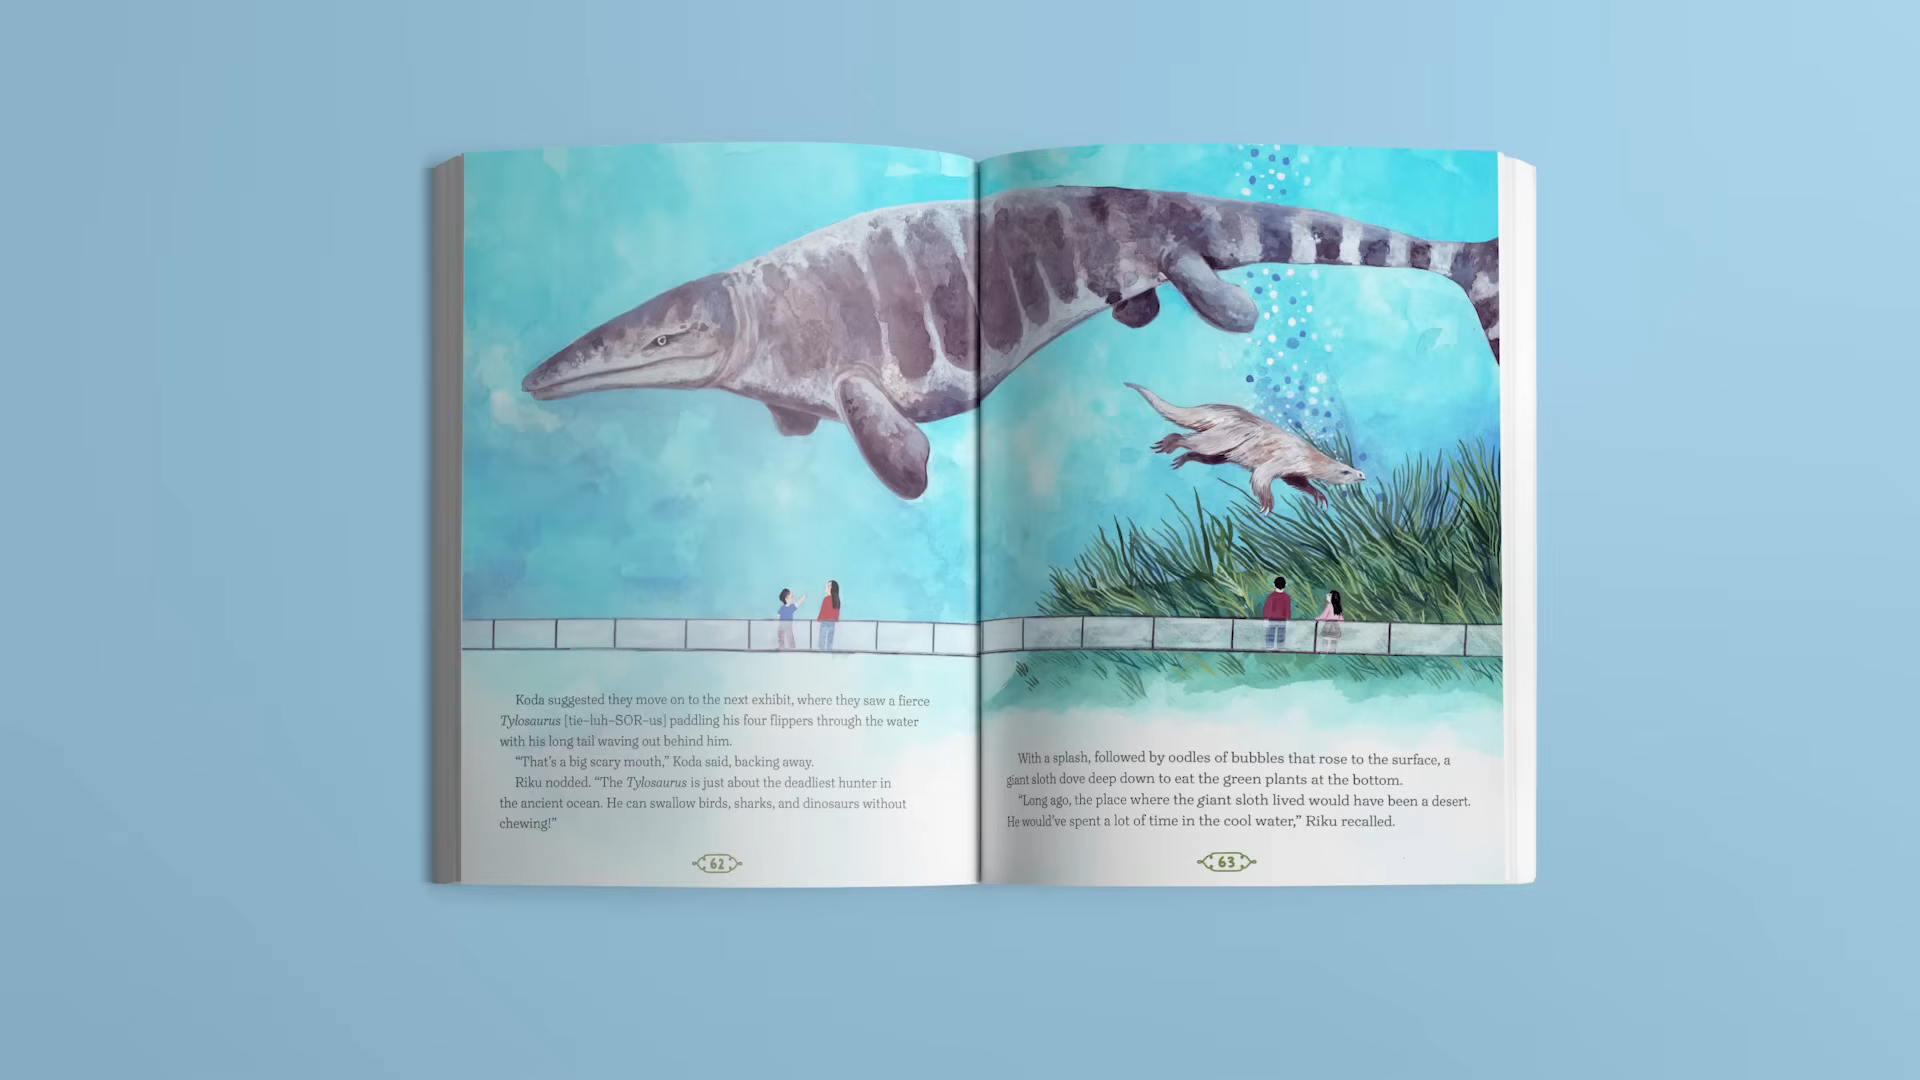 Koda suggested they move on to the next exhibit, where they saw a fierce
Tylosaurus [tie–luh–SOR–us] paddling his four flippers through the water
with his long tail waving out behind him.
“That’s a big scary mouth,” Koda said, backing away.
Riku nodded. “The Tylosaurus is just about the deadliest hunter in
the ancient ocean. He can swallow birds, sharks, and dinosaurs without
chewing!”
62
With a splash, followed by oodles of bubbles that rose to the surface, a
giant sloth dove deep down to eat the green plants at the bottom.
“Long ago, the place where the giant sloth lived would have been a desert.
He would’ve spent a lot of time in the cool water,” Riku recalled.
63